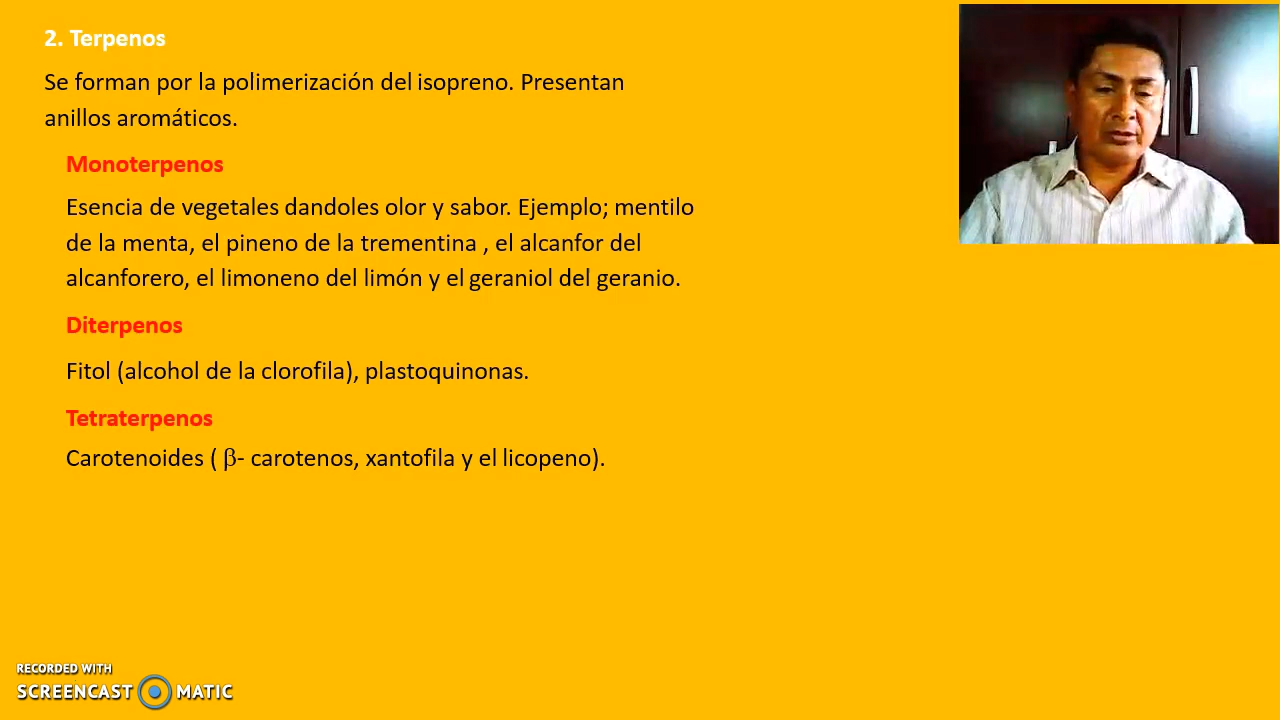 2. Terpenos
Se forman por la polimerización del isopreno. Presentan
anillos aromáticos.
Monoterpenos
Esencia de vegetales dandoles olor y sabor. Ejemplo; mentilo
de la menta, el pineno de la trementina , el alcanfor del
alcanforero, el limoneno del limón y el geraniol del geranio.
Diterpenos
Fitol (alcohol de la clorofila), plastoquinonas.
Tetraterpenos
Carotenoides ( β- carotenos, xantofila y el licopeno).
RECORDED WITH
SCREENCAST MATIC